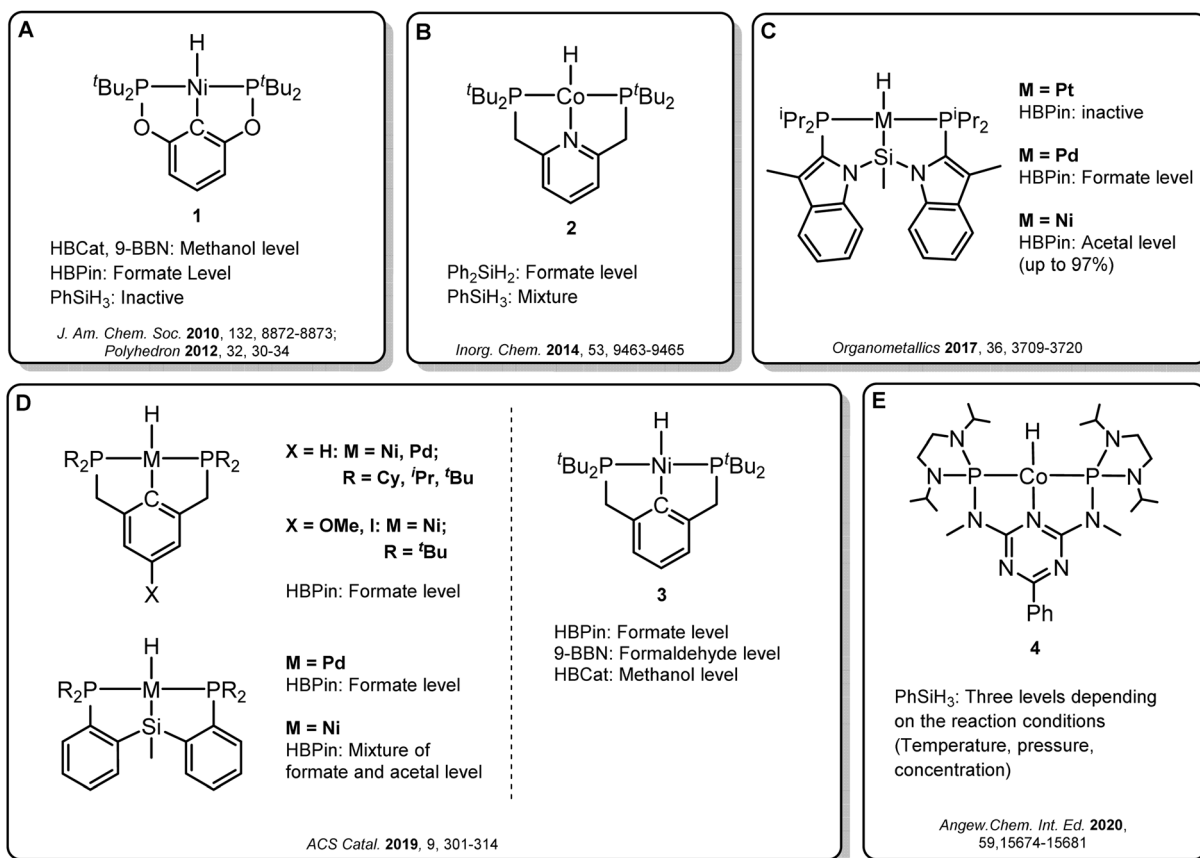 A
H
ᵗBu₂P Ni PᵗBu₂
O C O
1
HBCat, 9-BBN: Methanol level
HBPin: Formate Level
PhSiH₃: Inactive
J. Am. Chem. Soc. 2010, 132, 8872-8873;
Polyhedron 2012, 32, 30-34
B
H
ᵗBu₂P Co PᵗBu₂
N
2
Ph₂SiH₂: Formate level
PhSiH₃: Mixture
Inorg. Chem. 2014, 53, 9463-9465
C
H
ⁱPr₂P M PⁱPr₂
Si
N N
M = Pt
HBPin: inactive
M = Pd
HBPin: Formate level
M = Ni
HBPin: Acetal level
(up to 97%)
Organometallics 2017, 36, 3709-3720
D
H
R₂P M PR₂
C
X
X = H: M = Ni, Pd;
R = Cy, ⁱPr, ᵗBu
X = OMe, I: M = Ni;
R = ᵗBu
HBPin: Formate level
H
R₂P M PR₂
Si
M = Pd
HBPin: Formate level
M = Ni
HBPin: Mixture of
formate and acetal level
H
ᵗBu₂P Ni PᵗBu₂
C
3
HBPin: Formate level
9-BBN: Formaldehyde level
HBCat: Methanol level
ACS Catal. 2019, 9, 301-314
E
H
N N
N P Co P N
N N N
N N
Ph
4
PhSiH₃: Three levels depending
on the reaction conditions
(Temperature, pressure,
concentration)
Angew.Chem. Int. Ed. 2020,
59,15674-15681